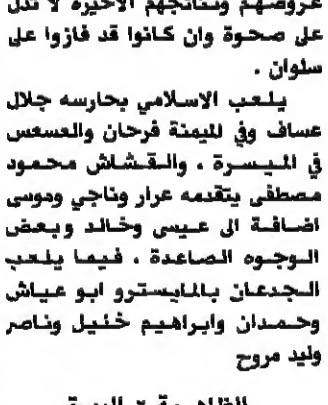 عروضهم ونتائجهم الاخيرة لا تدل
على صحوة وان كانوا قد فازوا على
سلوان .
يلعب الاسلامي بحارسه جلال
عساف وفي الميمنة فرحان والعسعس
في الميسرة ، والقشاش محمود
مصطفى يتقدمه عرار وناجي وموسى
اضافة الى عيسى وخالد وبعض
الوجوه الصاعدة ، فيما يلعب
الجدعان بالمايسترو ابو عياش
وحمدان وابراهيم خليل وناصر
وليد مروح